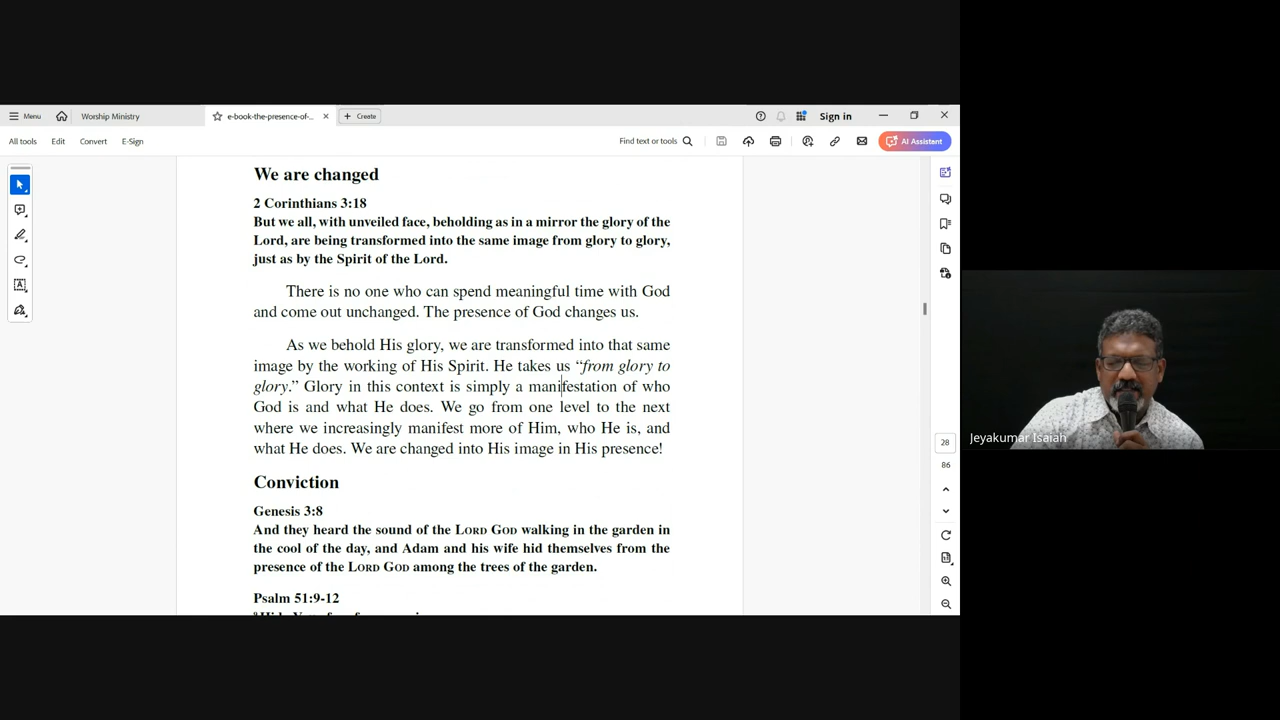 Menu
Worship Ministry
e-book-the-presence-of-...
Create
Sign in
All tools
Edit
Convert
E-Sign
Find text or tools
AI Assistant
We are changed
2 Corinthians 3:18
But we all, with unveiled face, beholding as in a mirror the glory of the
Lord, are being transformed into the same image from glory to glory,
just as by the Spirit of the Lord.
There is no one who can spend meaningful time with God
and come out unchanged. The presence of God changes us.
As we behold His glory, we are transformed into that same
image by the working of His Spirit. He takes us “from glory to
glory.” Glory in this context is simply a manifestation of who
God is and what He does. We go from one level to the next
where we increasingly manifest more of Him, who He is, and
what He does. We are changed into His image in His presence!
Conviction
Genesis 3:8
And they heard the sound of the LORD GOD walking in the garden in
the cool of the day, and Adam and his wife hid themselves from the
presence of the LORD GOD among the trees of the garden.
Psalm 51:9-12
28
86
Jeyakumar Isaiah